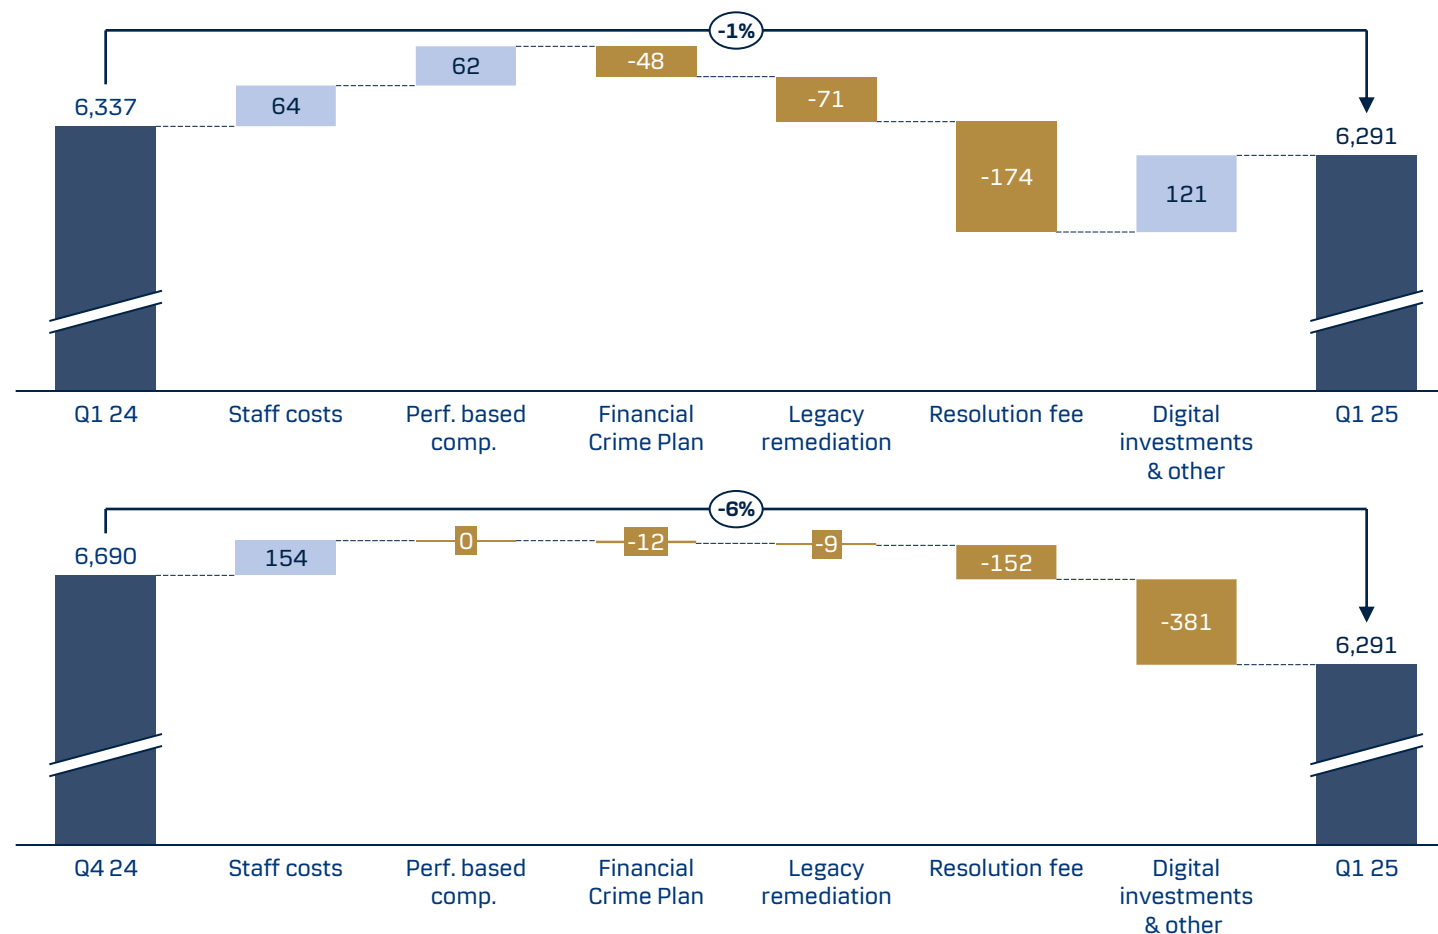 -1%
6,337
64
62
-48
-71
-174
121
6,291
Q1 24
Staff costs
Perf. based
comp.
Financial
Crime Plan
Legacy
remediation
Resolution fee
Digital
investments
& other
Q1 25
-6%
6,690
154
0
-12
-9
-152
-381
6,291
Q4 24
Staff costs
Perf. based
comp.
Financial
Crime Plan
Legacy
remediation
Resolution fee
Digital
investments
& other
Q1 25